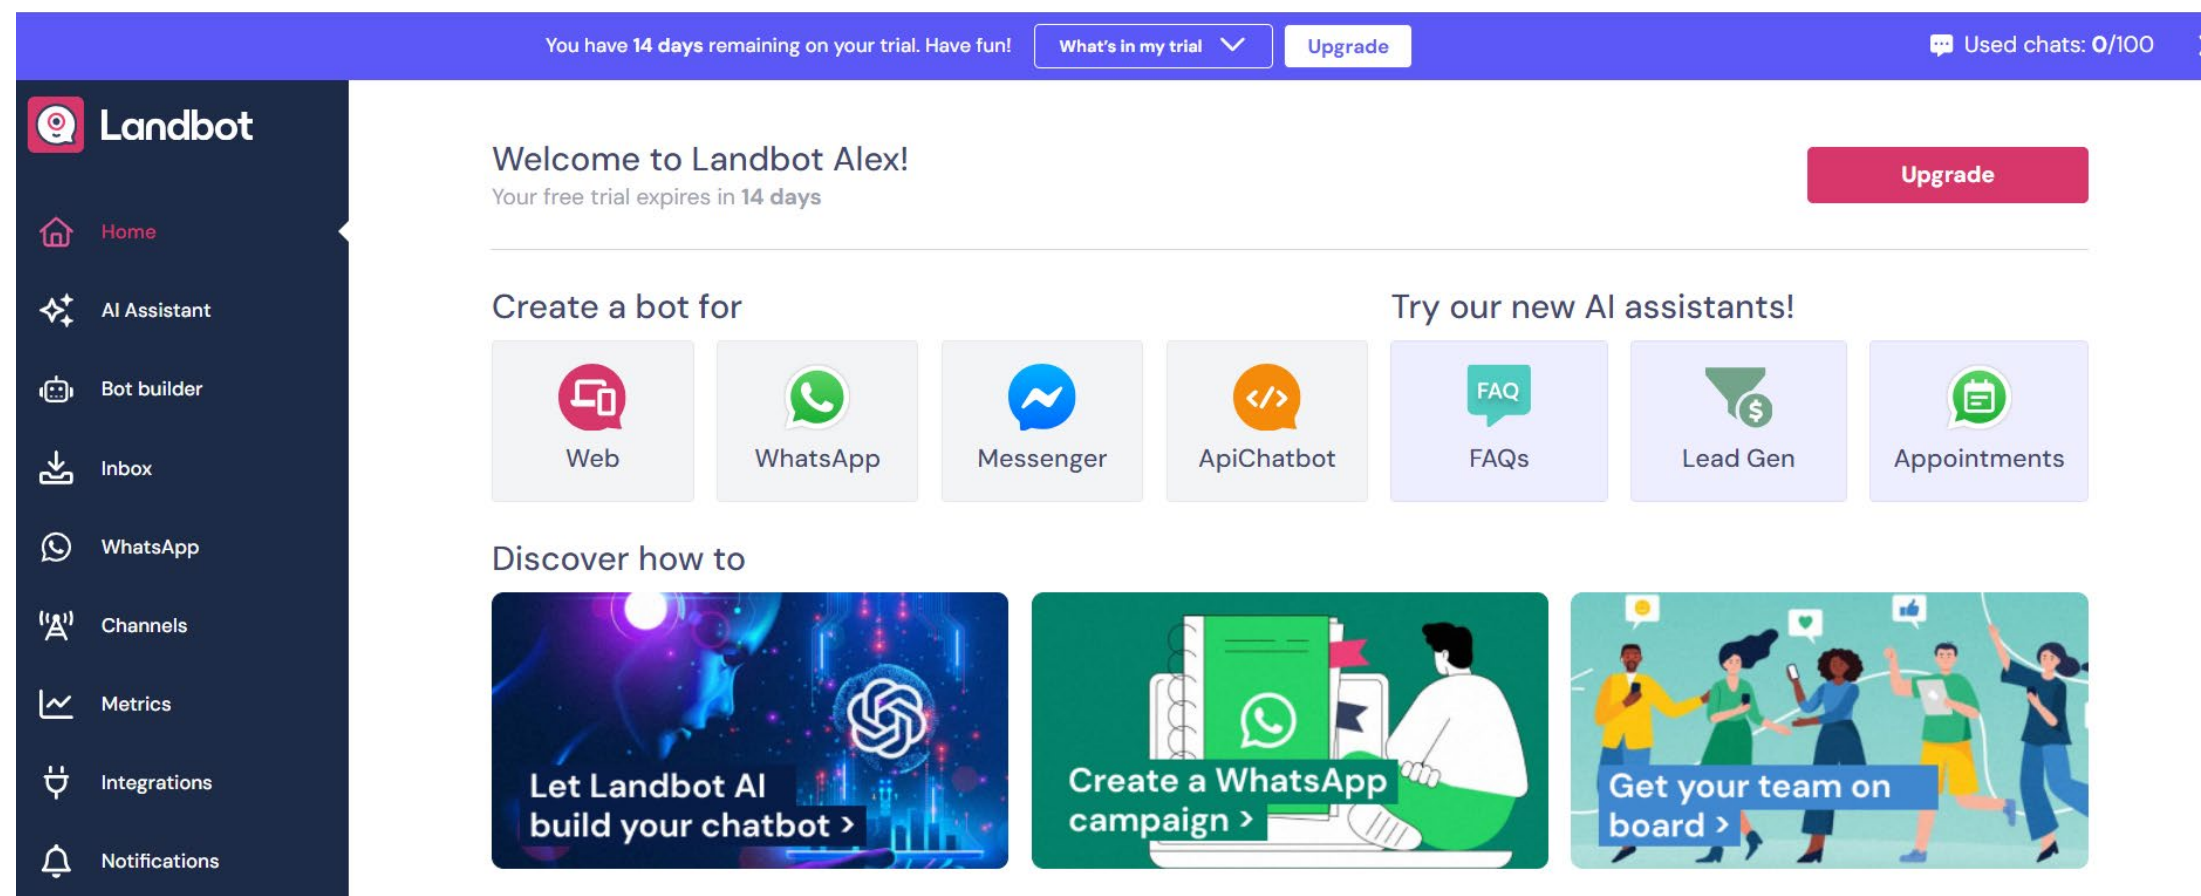 You have 14 days remaining on your trial. Have fun! What's in my trial Upgrade Used chats: 0/100
Landbot
Home
AI Assistant
Bot builder
Inbox
WhatsApp
Channels
Metrics
Integrations
Notifications
Welcome to Landbot Alex!
Your free trial expires in 14 days
Upgrade
Create a bot for
Web
WhatsApp
Messenger
ApiChatbot
Try our new AI assistants!
FAQ
FAQs
Lead Gen
Appointments
Discover how to
Let Landbot AI
build your chatbot >
Create a WhatsApp
campaign >
Get your team on
board >